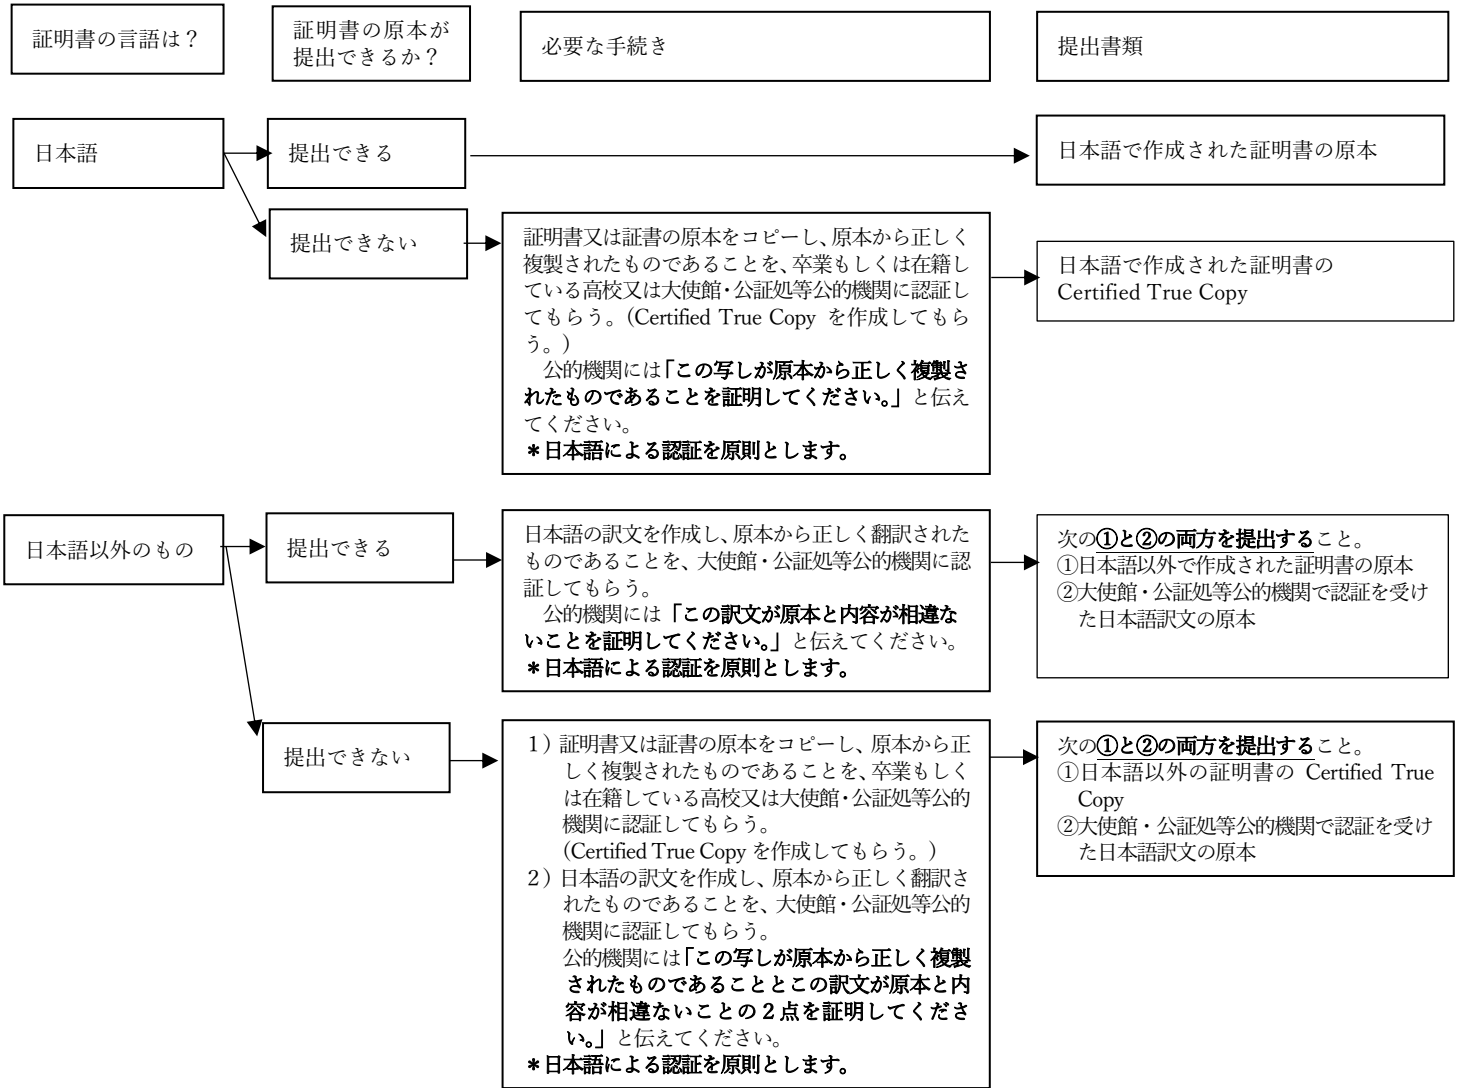 証明書の言語は？
証明書の原本が
提出できるか？
必要な手続き
提出書類
日本語
提出できる
日本語で作成された証明書の原本
提出できない
証明書又は証書の原本をコピーし、原本から正しく
複製されたものであることを、卒業もしくは在籍し
ている高校又は大使館・公証処等公的機関に認証し
てもらう。（Certified True Copy を作成してもら
う。）
公的機関には「この写しが原本から正しく複製さ
れたものであることを証明してください。」と伝え
てください。
＊日本語による認証を原則とします。
日本語で作成された証明書の
Certified True Copy
日本語以外のもの
提出できる
日本語の訳文を作成し、原本から正しく翻訳された
ものであることを、大使館・公証処等公的機関に認
証してもらう。
公的機関には「この訳文が原本と内容が相違な
いことを証明してください。」と伝えてください。
＊日本語による認証を原則とします。
次の①と②の両方を提出すること。
①日本語以外で作成された証明書の原本
②大使館・公証処等公的機関で認証を受け
た日本語訳文の原本
提出できない
１）証明書又は証書の原本をコピーし、原本から正
しく複製されたものであることを、卒業もしく
は在籍している高校又は大使館・公証処等公的
機関に認証してもらう。
（Certified True Copy を作成してもらう。）
２）日本語の訳文を作成し、原本から正しく翻訳さ
れたものであることを、大使館・公証処等公的
機関に認証してもらう。
公的機関には「この写しが原本から正しく複製
されたものであることとこの訳文が原本と内
容が相違ないことの２点を証明してくださ
い。」と伝えてください。
＊日本語による認証を原則とします。
次の①と②の両方を提出すること。
①日本語以外の証明書の Certified True
Copy
②大使館・公証処等公的機関で認証を受け
た日本語訳文の原本